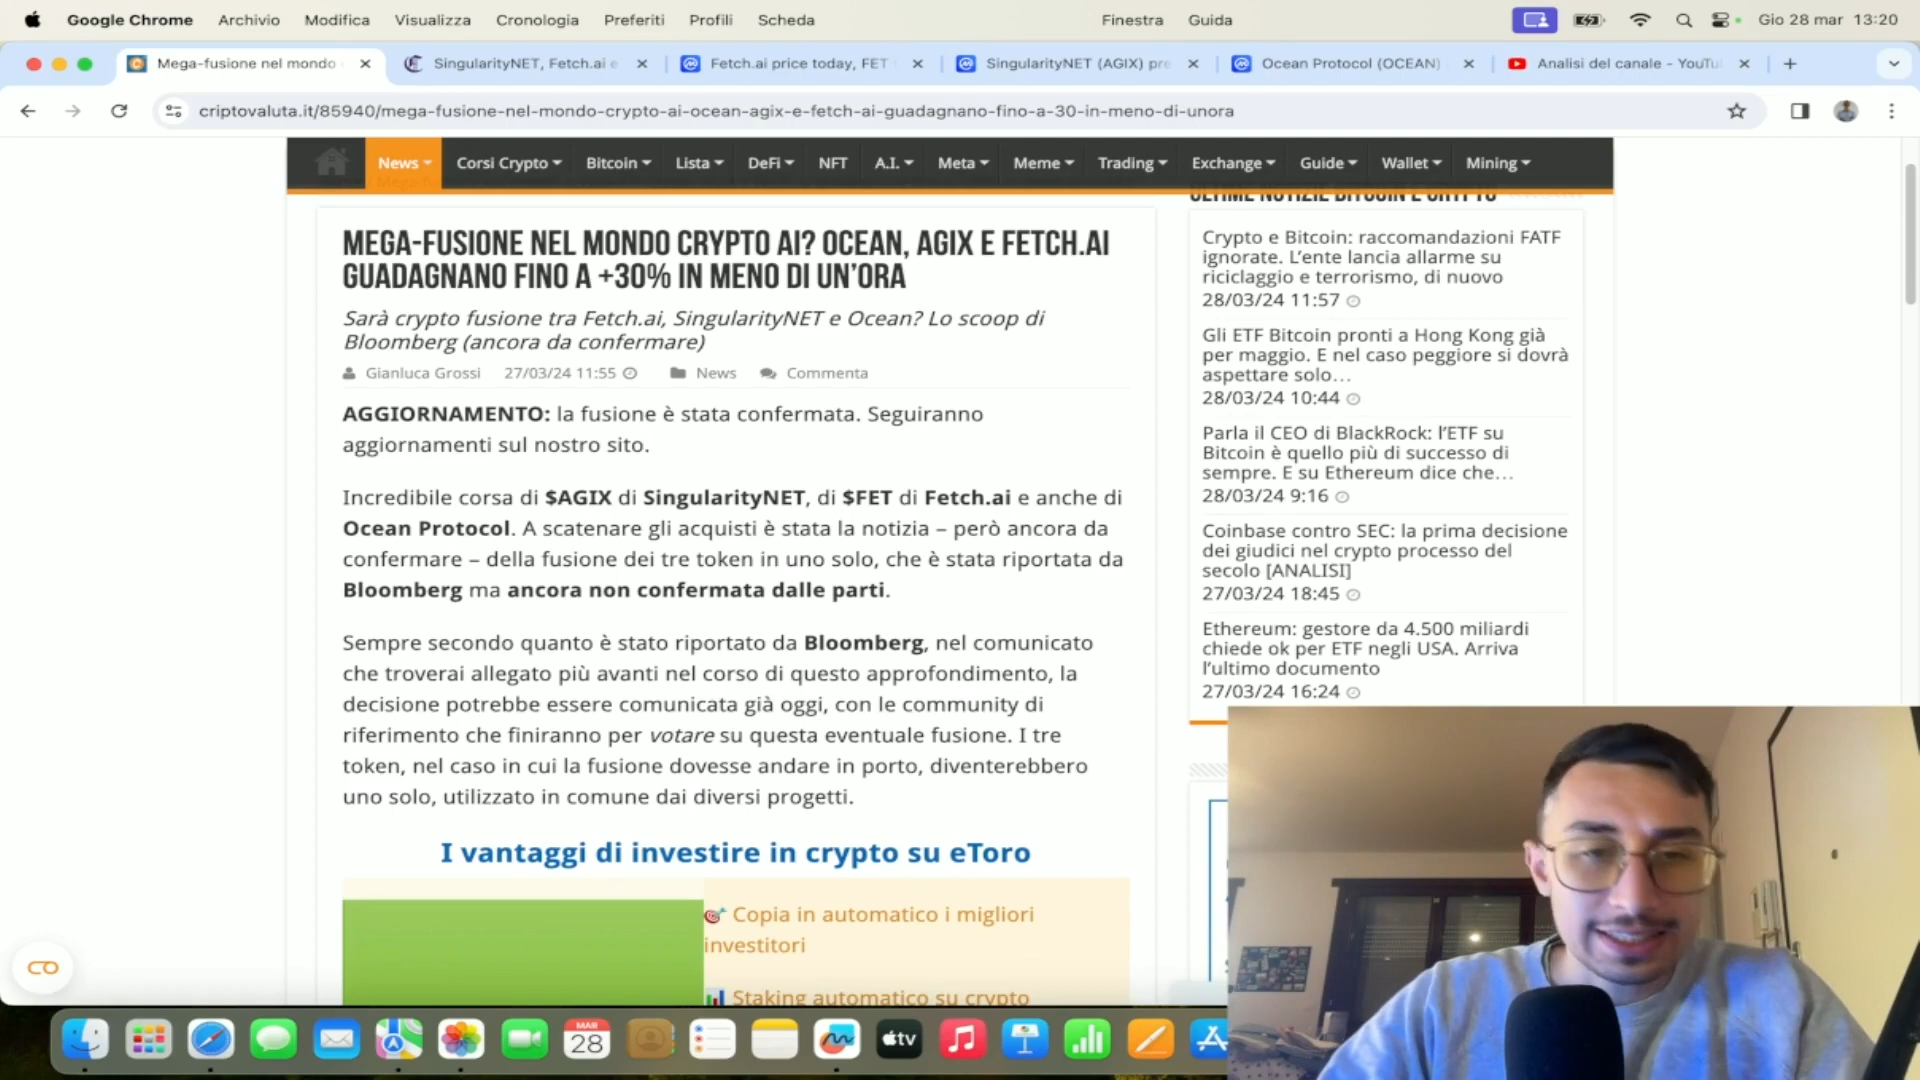 Google Chrome Archivio Modifica Visualizza Cronologia Preferiti Profili Scheda Finestra Guida Gio 28 mar 13:20
Mega-fusione nel mondo SingularityNET, Fetch.ai e Fetch.ai price today, FET SingularityNET (AGIX) pre Ocean Protocol (OCEAN) Analisi del canale - YouTu
criptovaluta.it/85940/mega-fusione-nel-mondo-crypto-ai-ocean-agix-e-fetch-ai-guadagnano-fino-a-30-in-meno-di-unora
News Corsi Crypto Bitcoin Lista DeFi NFT A.I. Meta Meme Trading Exchange Guide Wallet Mining
MEGA-FUSIONE NEL MONDO CRYPTO AI? OCEAN, AGIX E FETCH.AI
GUADAGNANO FINO A +30% IN MENO DI UN'ORA
Sarà crypto fusione tra Fetch.ai, SingularityNET e Ocean? Lo scoop di
Bloomberg (ancora da confermare)
Gianluca Grossi 27/03/24 11:55 News Commenta
AGGIORNAMENTO: la fusione è stata confermata. Seguiranno
aggiornamenti sul nostro sito.
Incredibile corsa di $AGIX di SingularityNET, di $FET di Fetch.ai e anche di
Ocean Protocol. A scatenare gli acquisti è stata la notizia – però ancora da
confermare – della fusione dei tre token in uno solo, che è stata riportata da
Bloomberg ma ancora non confermata dalle parti.
Sempre secondo quanto è stato riportato da Bloomberg, nel comunicato
che troverai allegato più avanti nel corso di questo approfondimento, la
decisione potrebbe essere comunicata già oggi, con le community di
riferimento che finiranno per votare su questa eventuale fusione. I tre
token, nel caso in cui la fusione dovesse andare in porto, diventerebbero
uno solo, utilizzato in comune dai diversi progetti.
I vantaggi di investire in crypto su eToro
Copia in automatico i migliori
investitori
Staking automatico su crypto
ULTIME NOTIZIE BITCOIN E CRYPTO
Crypto e Bitcoin: raccomandazioni FATF
ignorate. L'ente lancia allarme su
riciclaggio e terrorismo, di nuovo
28/03/24 11:57
Gli ETF Bitcoin pronti a Hong Kong già
per maggio. E nel caso peggiore si dovrà
aspettare solo…
28/03/24 10:44
Parla il CEO di BlackRock: l'ETF su
Bitcoin è quello più di successo di
sempre. E su Ethereum dice che…
28/03/24 9:16
Coinbase contro SEC: la prima decisione
dei giudici nel crypto processo del
secolo [ANALISI]
27/03/24 18:45
Ethereum: gestore da 4.500 miliardi
chiede ok per ETF negli USA. Arriva
l'ultimo documento
27/03/24 16:24
MAR
28
tv